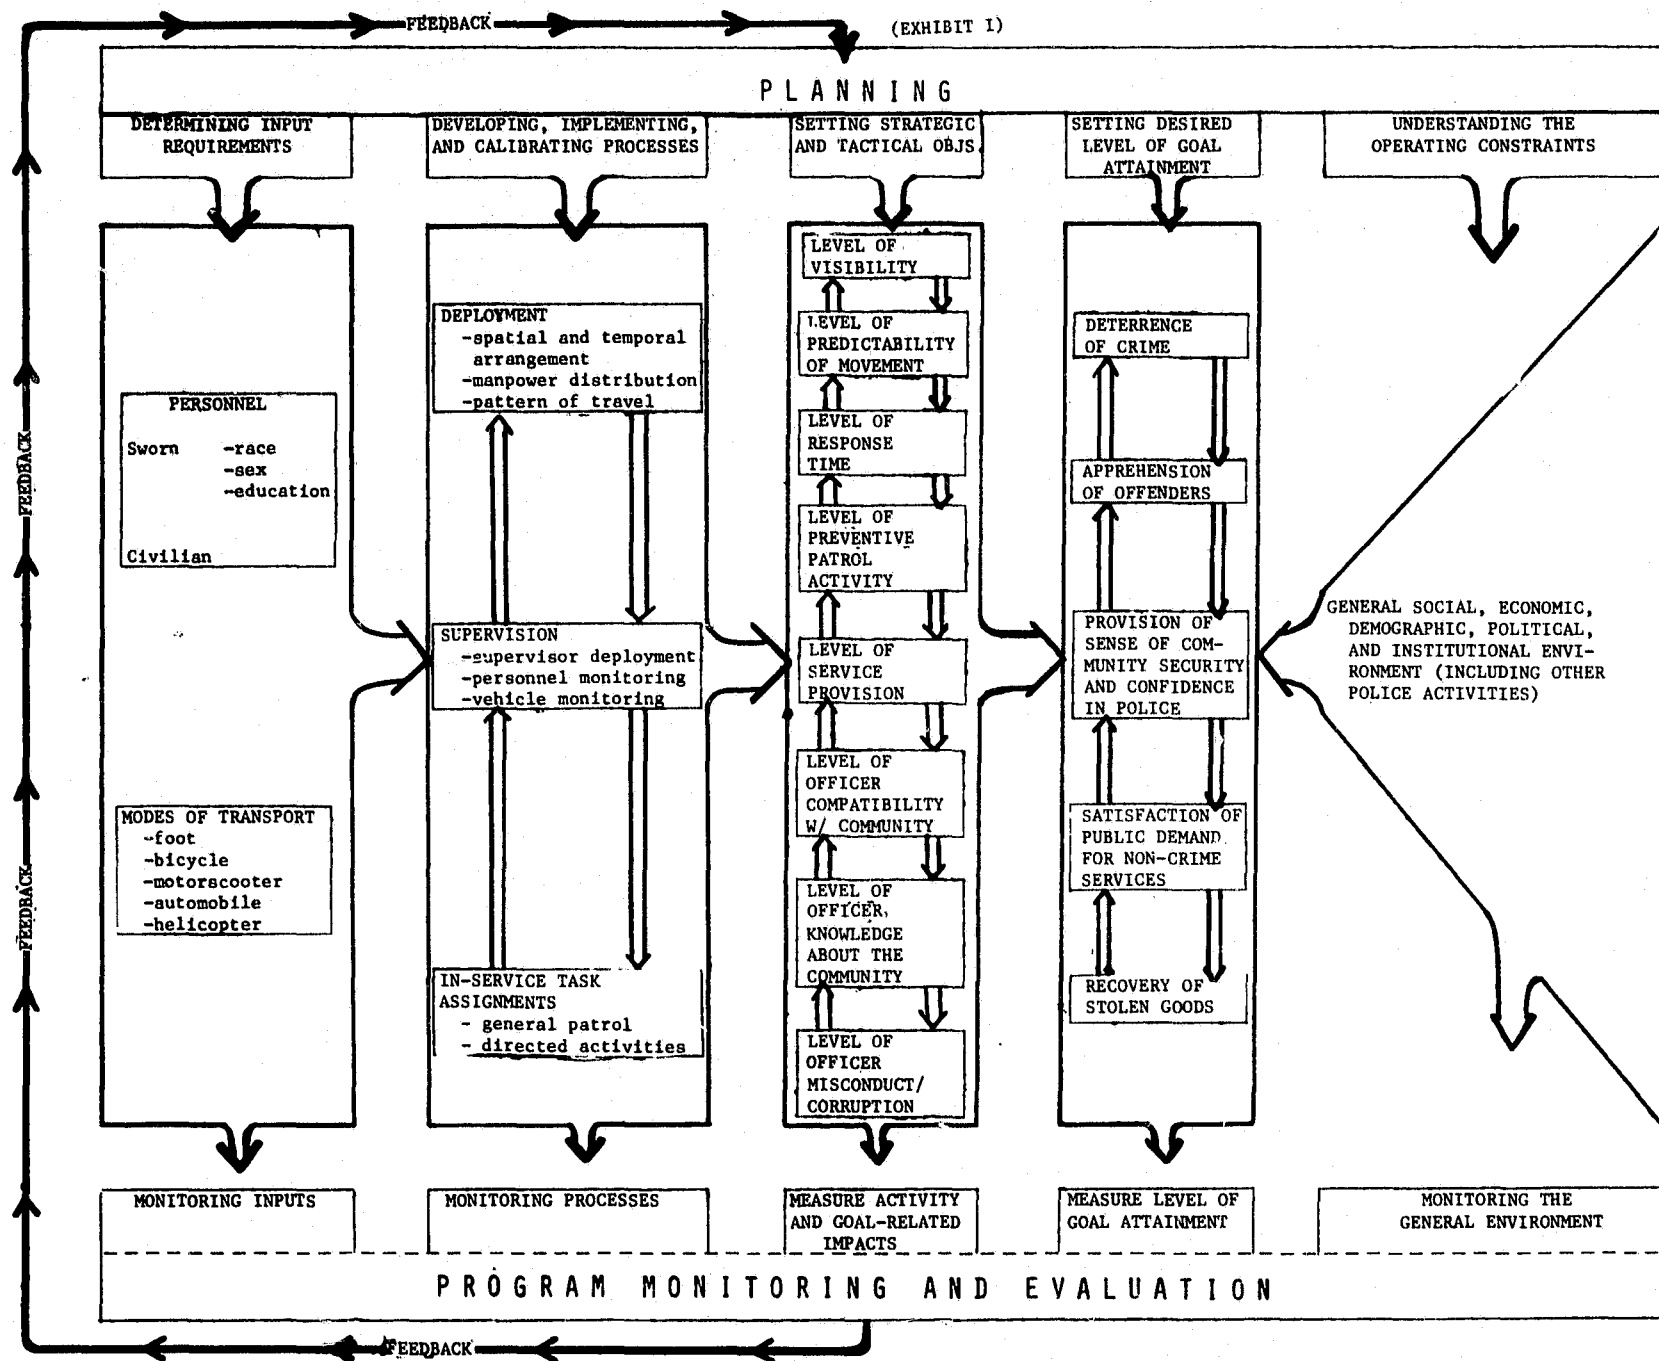 FEEDBACK
(EXHIBIT I)
PLANNING
DETERMINING INPUT
REQUIREMENTS
DEVELOPING, IMPLEMENTING,
AND CALIBRATING PROCESSES
SETTING STRATEGIC
AND TACTICAL OBJS.
SETTING DESIRED
LEVEL OF GOAL
ATTAINMENT
UNDERSTANDING THE
OPERATING CONSTRAINTS
FEEDBACK
FEEDBACK
PERSONNEL
Sworn -race
-sex
-education
Civilian
MODES OF TRANSPORT
-foot
-bicycle
-motorscooter
-automobile
-helicopter
DEPLOYMENT
-spatial and temporal
arrangement
-manpower distribution
-pattern of travel
SUPERVISION
-supervisor deployment
-personnel monitoring
-vehicle monitoring
IN-SERVICE TASK
ASSIGNMENTS
- general patrol
- directed activities
LEVEL OF
VISIBILITY
LEVEL OF
PREDICTABILITY
OF MOVEMENT
LEVEL OF
RESPONSE
TIME
LEVEL OF
PREVENTIVE
PATROL
ACTIVITY
LEVEL OF
SERVICE
PROVISION
LEVEL OF
OFFICER
COMPATIBILITY
W/ COMMUNITY
LEVEL OF
OFFICER
KNOWLEDGE
ABOUT THE
COMMUNITY
LEVEL OF
OFFICER
MISCONDUCT/
CORRUPTION
DETERRENCE
OF CRIME
APPREHENSION
OF OFFENDERS
PROVISION OF
SENSE OF COM-
MUNITY SECURITY
AND CONFIDENCE
IN POLICE
SATISFACTION OF
PUBLIC DEMAND
FOR NON-CRIME
SERVICES
RECOVERY OF
STOLEN GOODS
GENERAL SOCIAL, ECONOMIC,
DEMOGRAPHIC, POLITICAL,
AND INSTITUTIONAL ENVI-
RONMENT (INCLUDING OTHER
POLICE ACTIVITIES)
MONITORING INPUTS
MONITORING PROCESSES
MEASURE ACTIVITY
AND GOAL-RELATED
IMPACTS
MEASURE LEVEL OF
GOAL ATTAINMENT
MONITORING THE
GENERAL ENVIRONMENT
PROGRAM MONITORING AND EVALUATION
FEEDBACK